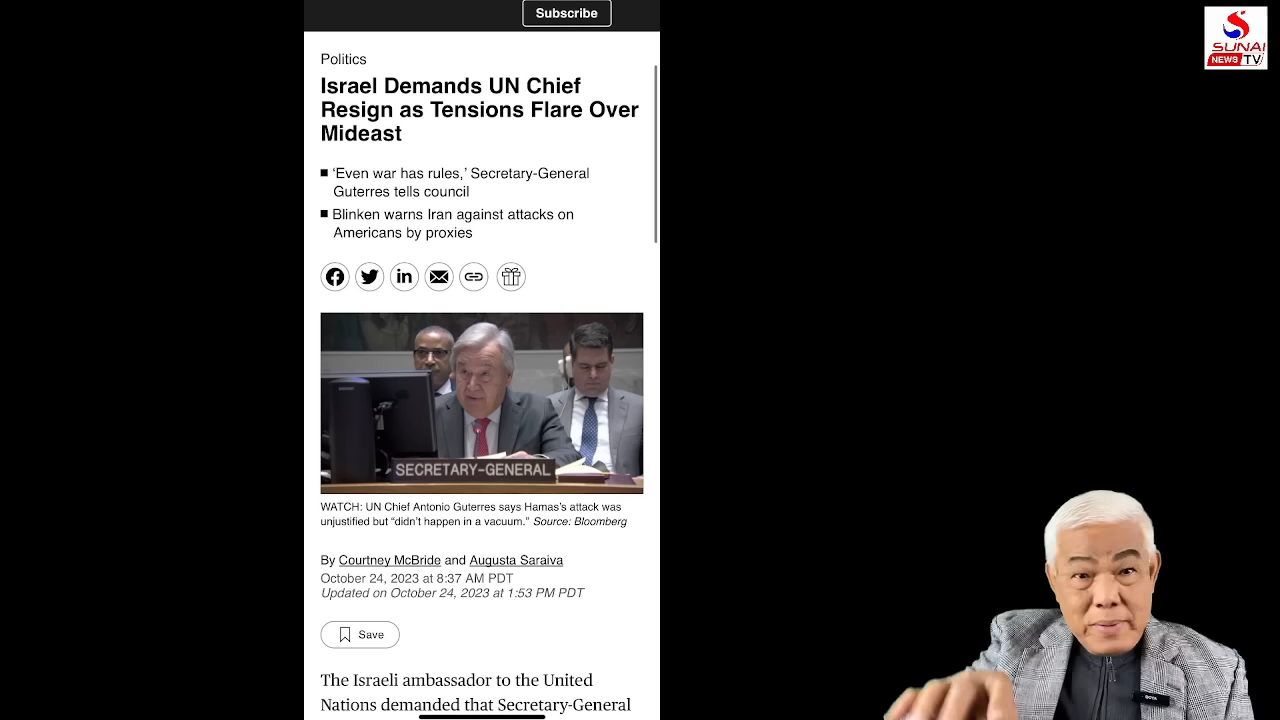 Subscribe
SUNAI
NEWS TV
Politics
Israel Demands UN Chief
Resign as Tensions Flare Over
Mideast
‘Even war has rules,’ Secretary-General
Guterres tells council
Blinken warns Iran against attacks on
Americans by proxies
in
SECRETARY-GENERAL
WATCH: UN Chief Antonio Guterres says Hamas’s attack was
unjustified but “didn’t happen in a vacuum.” Source: Bloomberg
By Courtney McBride and Augusta Saraiva
October 24, 2023 at 8:37 AM PDT
Updated on October 24, 2023 at 1:53 PM PDT
Save
The Israeli ambassador to the United
Nations demanded that Secretary-General
BOYA